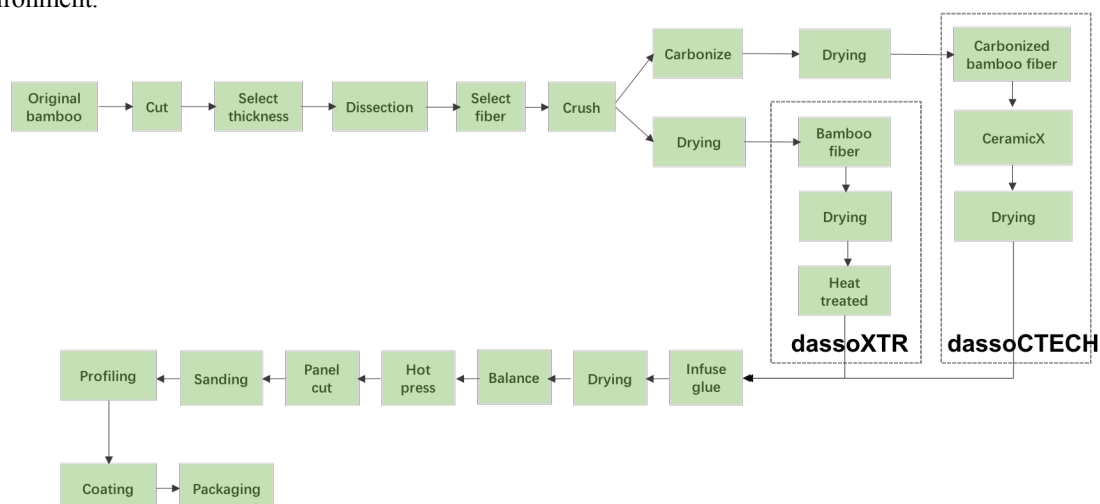 ironment.
Original
bamboo
Cut
Select
thickness
Dissection
Select
fiber
Crush
Carbonize
Drying
Carbonized
bamboo fiber
CeramicX
Drying
Drying
Bamboo
fiber
Drying
Heat
treated
dassoXTR
dassoCTECH
Infuse
glue
Drying
Balance
Hot
press
Panel
cut
Sanding
Profiling
Coating
Packaging